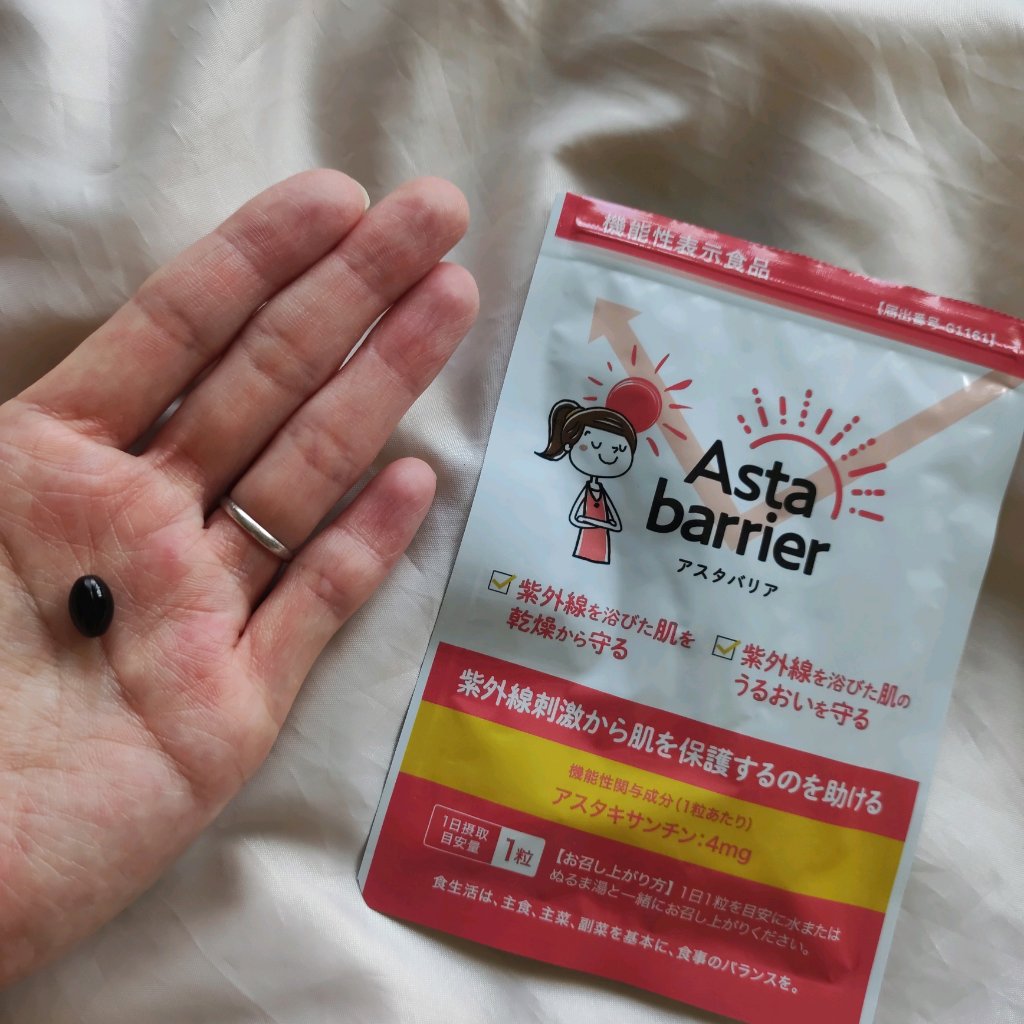 機能性表示食品
【届出番号 G1161】
Asta
barrier
アスタバリア
紫外線を浴びた肌を
乾燥から守る
紫外線を浴びた肌の
うるおいを守る
紫外線刺激から肌を保護するのを助ける
機能性関与成分(1粒あたり)
アスタキサンチン:4mg
1日摂取
目安量
1粒
【お召し上がり方】1日1粒を目安に水または
ぬるま湯と一緒にお召し上がりください。
食生活は、主食、主菜、副菜を基本に、食事のバランスを。